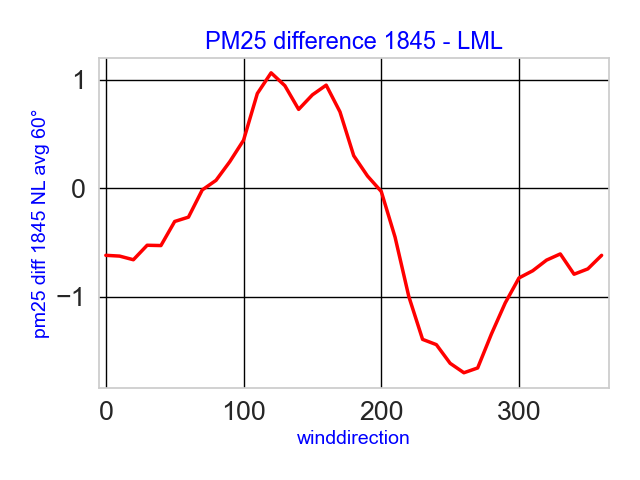 PM25 difference 1845 - LML
pm25 diff 1845 NL avg 60°
1
0
−1
0 100 200 300
winddirection